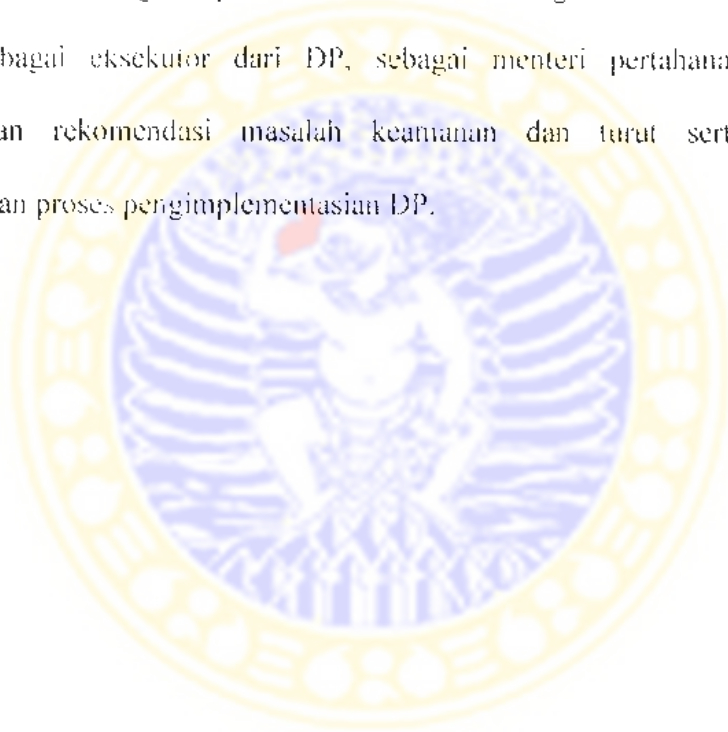 bagai eksekutor dari DP, sebagai menteri pertahana
an rekomendasi masalah keamanan dan turut sert
an proses pengimplementasian DP.